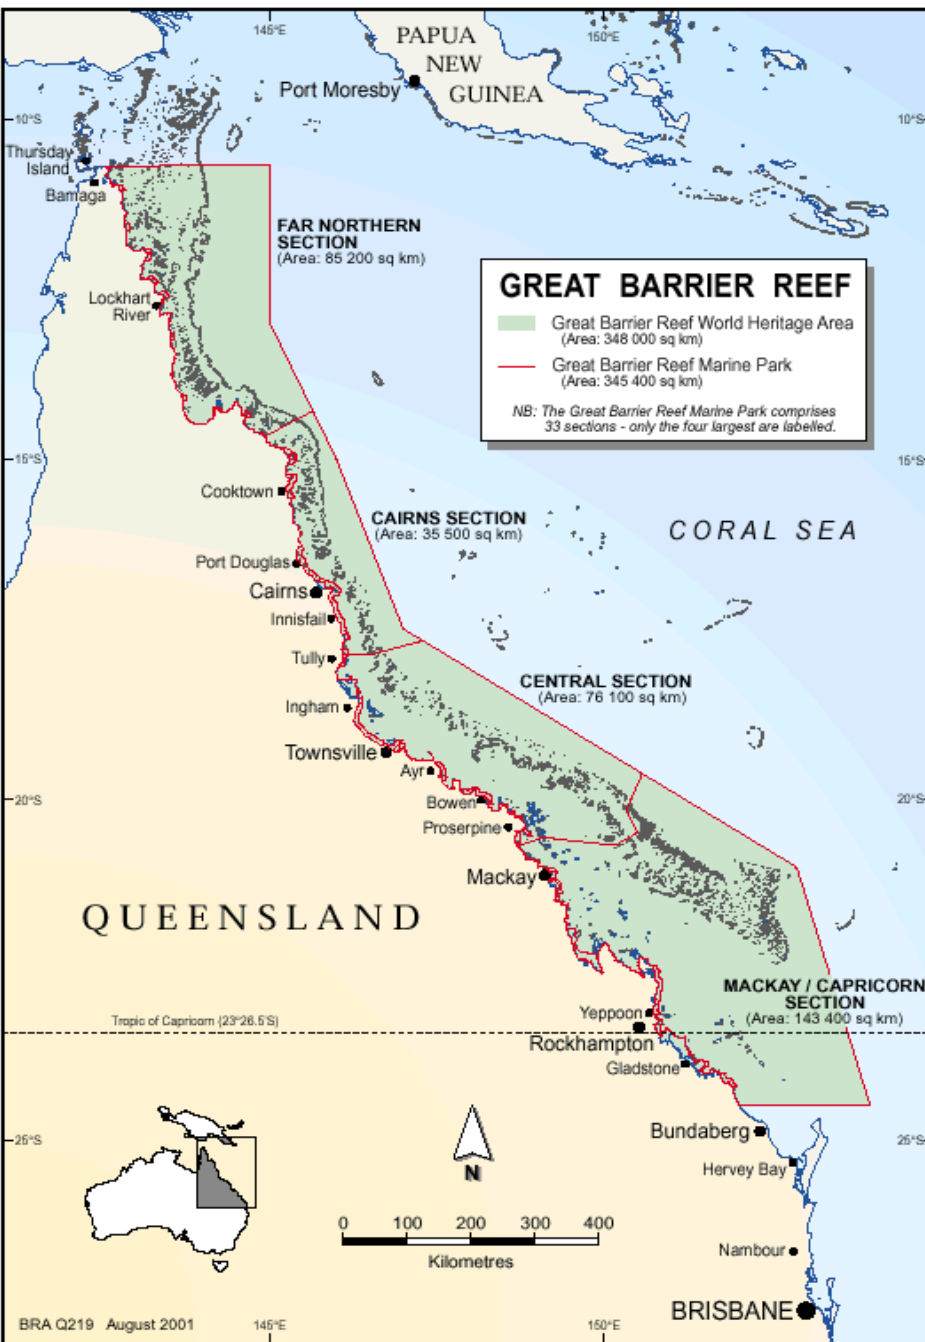 145°E
150°E
PAPUA
NEW
GUINEA
Port Moresby
10°S
10°S
Thursday
Island
Bamaga
FAR NORTHERN
SECTION
(Area: 85 200 sq km)
GREAT BARRIER REEF
Great Barrier Reef World Heritage Area
(Area: 348 000 sq km)
Great Barrier Reef Marine Park
(Area: 345 400 sq km)
NB: The Great Barrier Reef Marine Park comprises
33 sections - only the four largest are labelled.
Lockhart
River
15°S
15°S
Cooktown
CAIRNS SECTION
(Area: 35 500 sq km)
CORAL SEA
Port Douglas
Cairns
Innisfail
Tully
CENTRAL SECTION
(Area: 76 100 sq km)
Ingham
Townsville
Ayr
20°S
20°S
Bowen
Proserpine
Mackay
QUEENSLAND
MACKAY / CAPRICORN
SECTION
(Area: 143 400 sq km)
Tropic of Capricorn (23°26.5'S)
Yeppoon
Rockhampton
Gladstone
Bundaberg
25°S
25°S
Hervey Bay
N
0 100 200 300 400
Kilometres
Nambour
BRISBANE
BRA Q219 August 2001
145°E
150°E